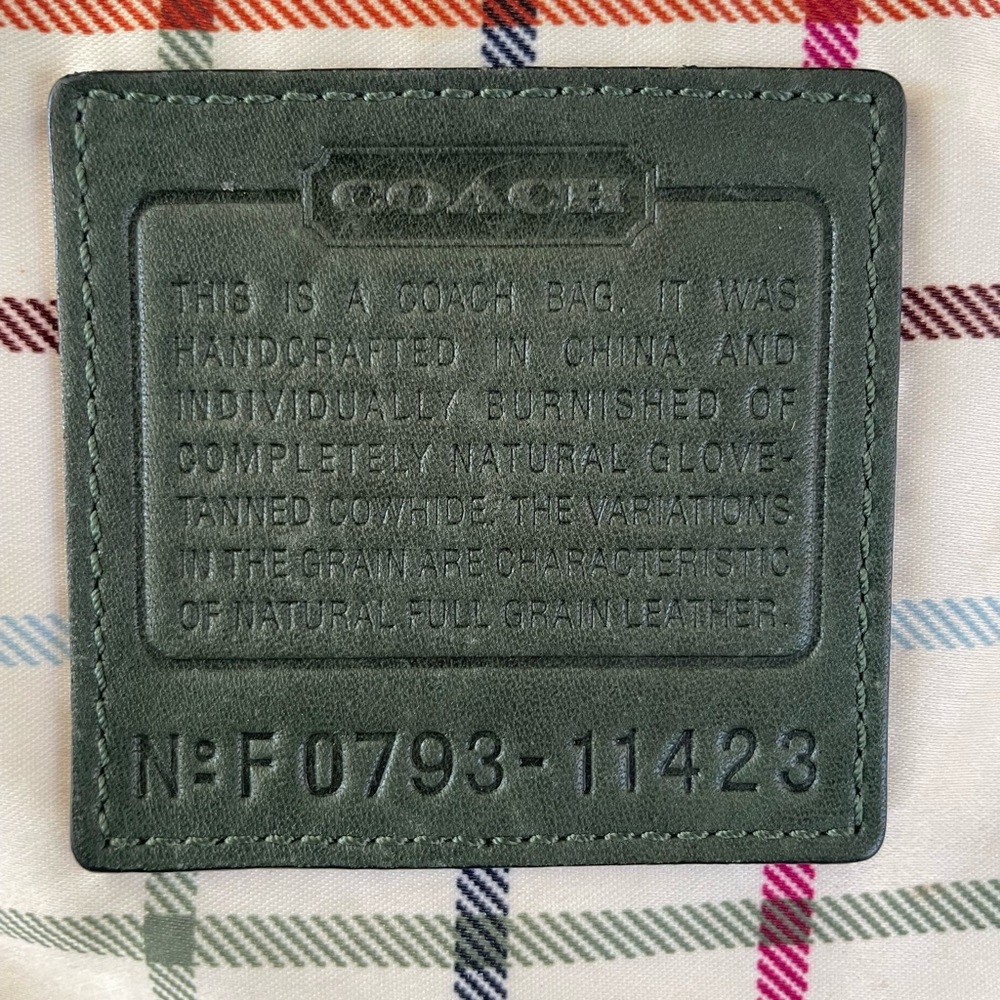 COACH
THIS IS A COACH BAG. IT WAS
HANDCRAFTED IN CHINA AND
INDIVIDUALLY BURNISHED OF
COMPLETELY NATURAL GLOVE-
TANNED COWHIDE. THE VARIATIONS
IN THE GRAIN ARE CHARACTERISTIC
OF NATURAL FULL GRAIN LEATHER.
Nº F0793-11423